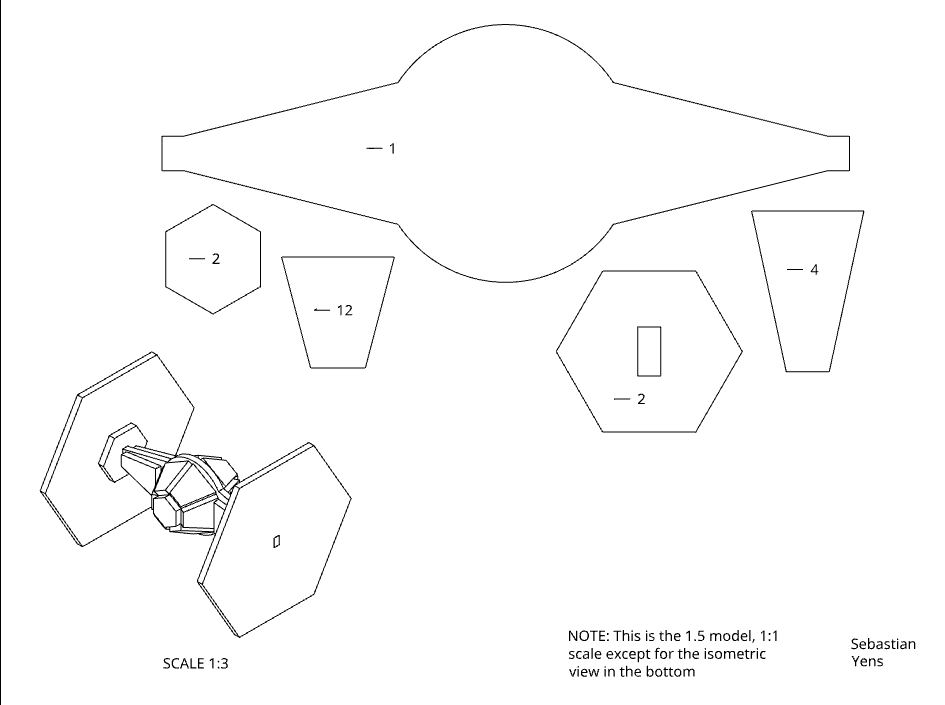 1
2
12
4
2
SCALE 1:3
NOTE: This is the 1.5 model, 1:1
scale except for the isometric
view in the bottom
Sebastian
Yens